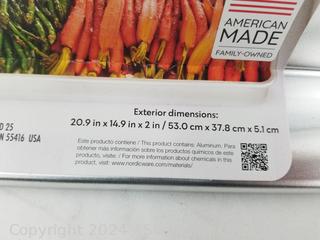 AMERICAN
MADE
FAMILY-OWNED
Exterior dimensions:
20.9 in x 14.9 in x 2 in / 53.0 cm x 37.8 cm x 5.1 cm
D 25
N 55416 USA
Este producto contiene / This product contains: Aluminum. Para
obtener más información sobre los productos químicos de este
producto, visite: / For more information about chemicals in this
product, visit: www.nordicware.com/materials/
Copyright 2024